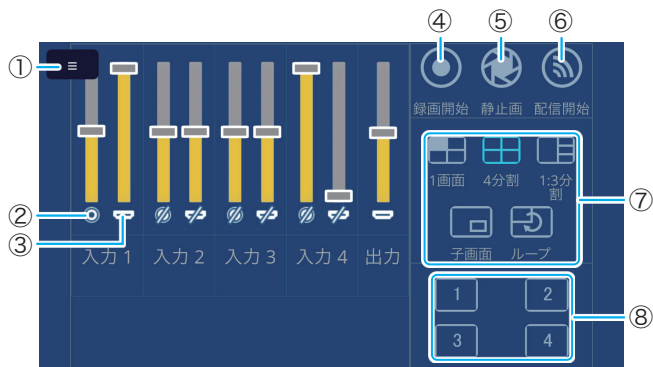 ④ ⑤ ⑥
①
録画開始 静止画 配信開始
1画面 4分割 1:3分
割
⑦
②
③
子画面 ループ
入力 1 入力 2 入力 3 入力 4 出力
1 2
⑧
3 4